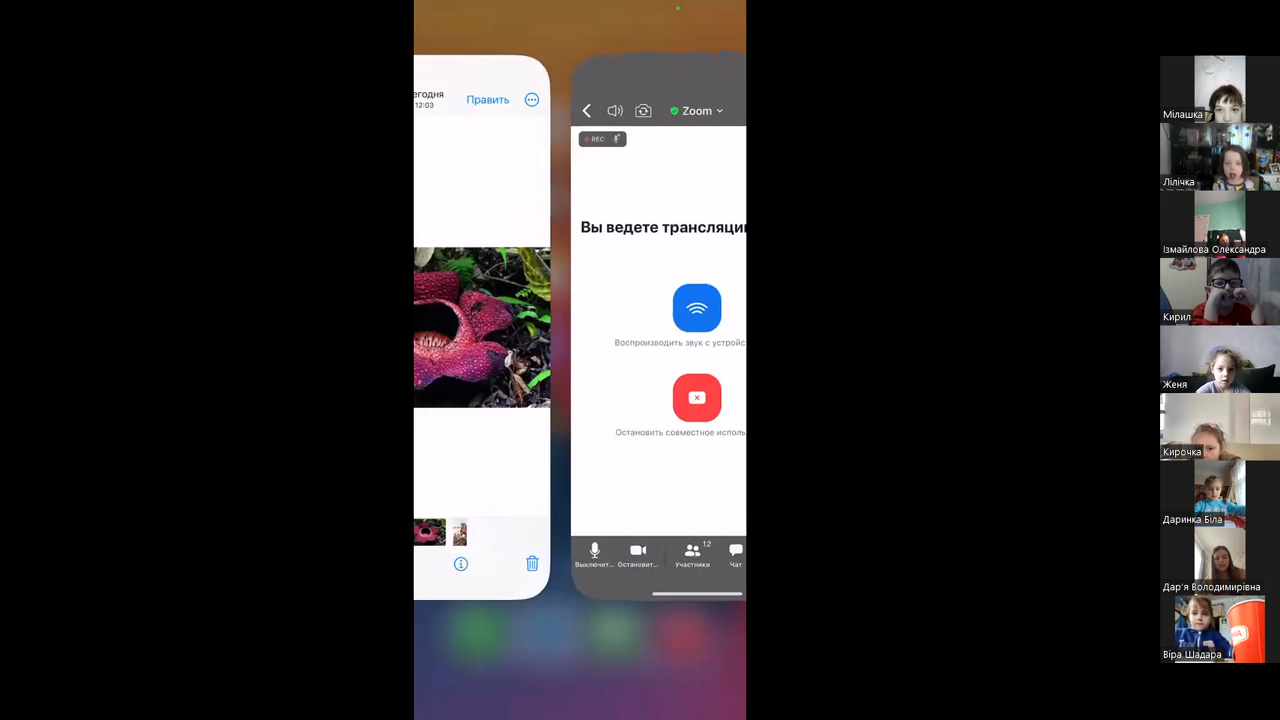 егодня
12:03
Править
Zoom
REC
Вы ведете трансляци
Воспроизводить звук с устройс
Остановить совместное исполь
Выключит...
Остановит...
12
Участники
Чат
Мілашка
Лілічка
Ізмайлова Олександра
Кирил
Женя
Кирочка
Даринка Біла
Дар'я Володимирівна
Віра Шадара